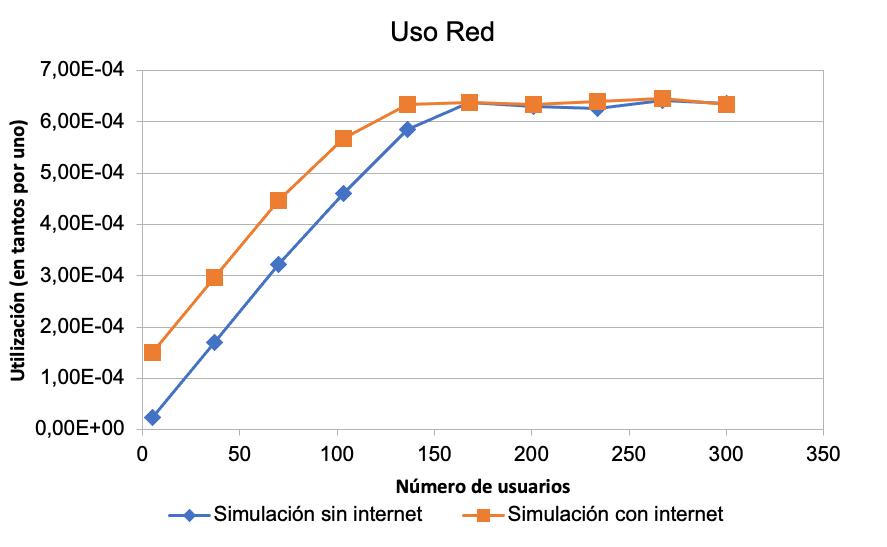 Uso Red
Utilización (en tantos por uno)
7,00E-04
6,00E-04
5,00E-04
4,00E-04
3,00E-04
2,00E-04
1,00E-04
0,00E+00
0 50 100 150 200 250 300 350
Número de usuarios
Simulación sin internet Simulación con internet